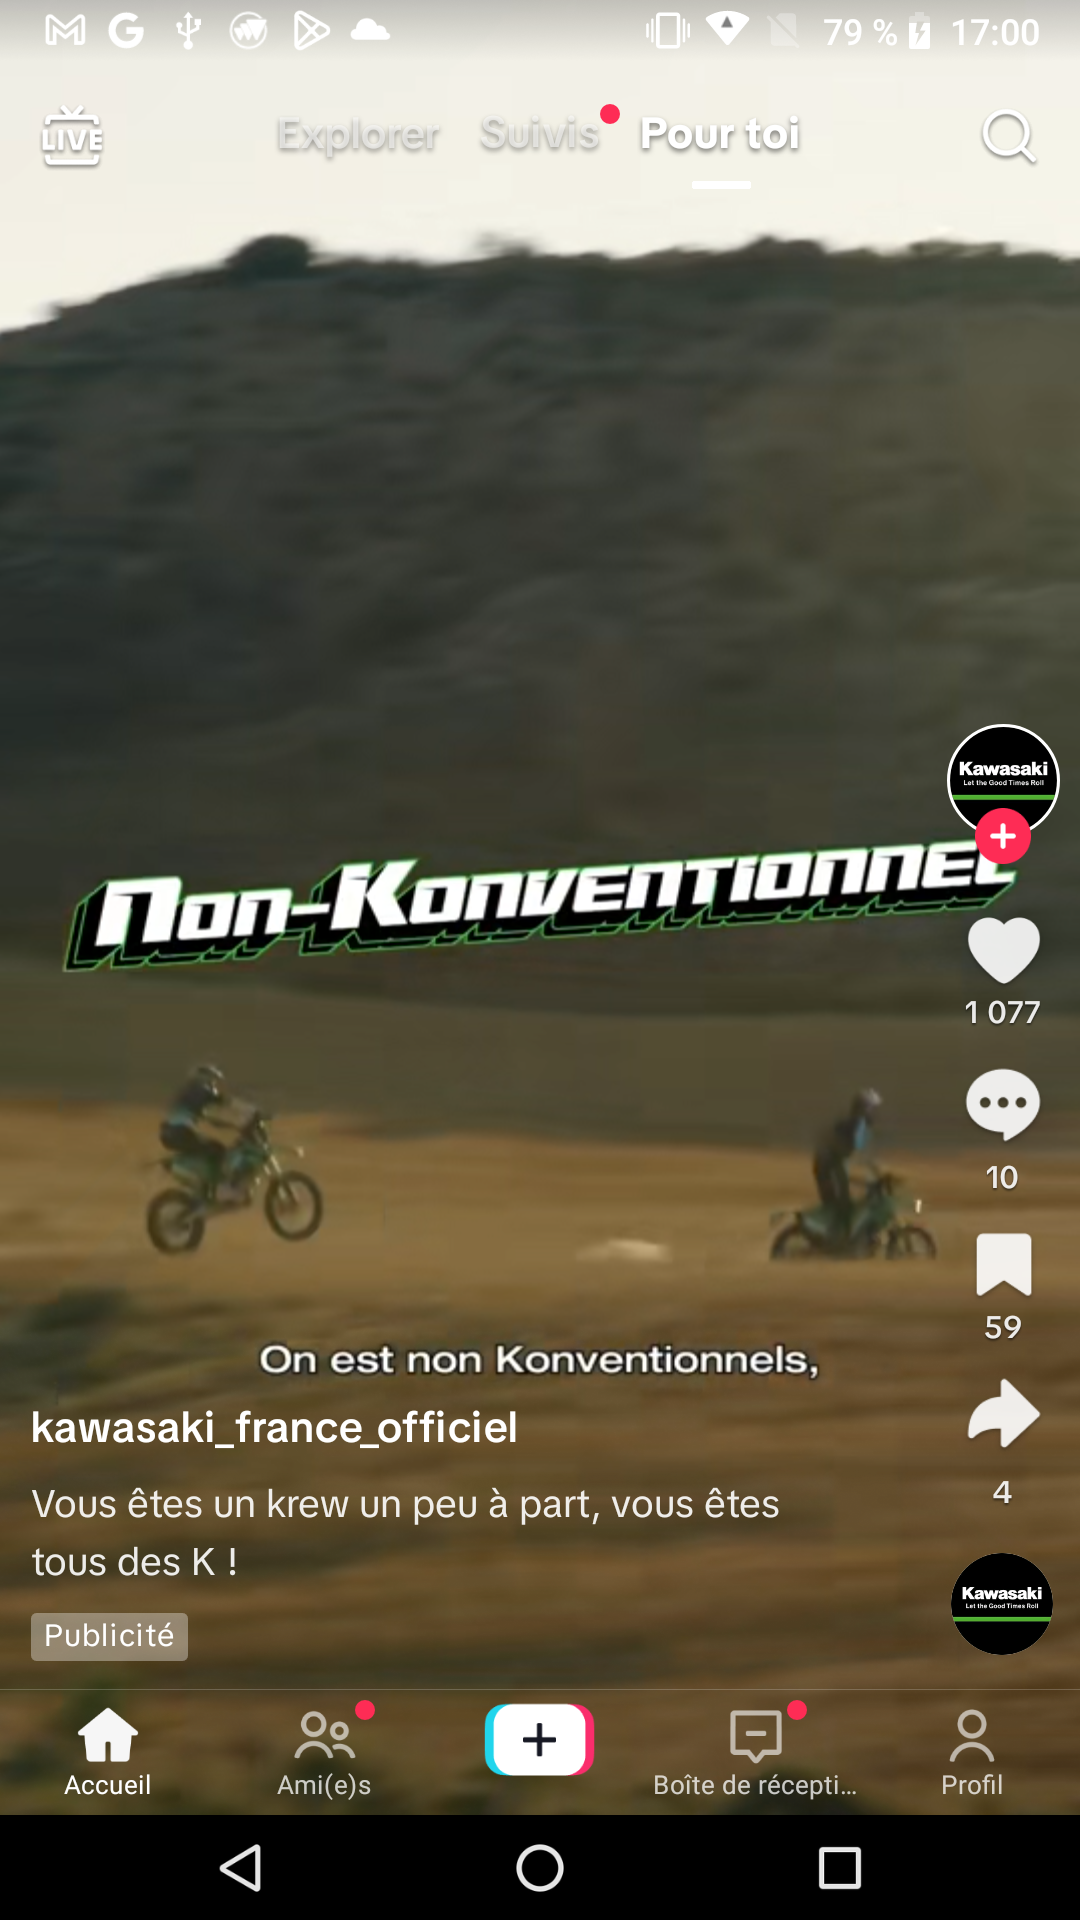 79 % 17:00
LIVE Explorer Suivis Pour toi
Kawasaki
Let the Good Times Roll
Non-Konventionnel
1 077
10
59
On est non Konventionnels,
kawasaki_france_officiel
4
Vous êtes un krew un peu à part, vous êtes
tous des K !
Kawasaki
Let the Good Times Roll
Publicité
Accueil Ami(e)s Boîte de récepti... Profil